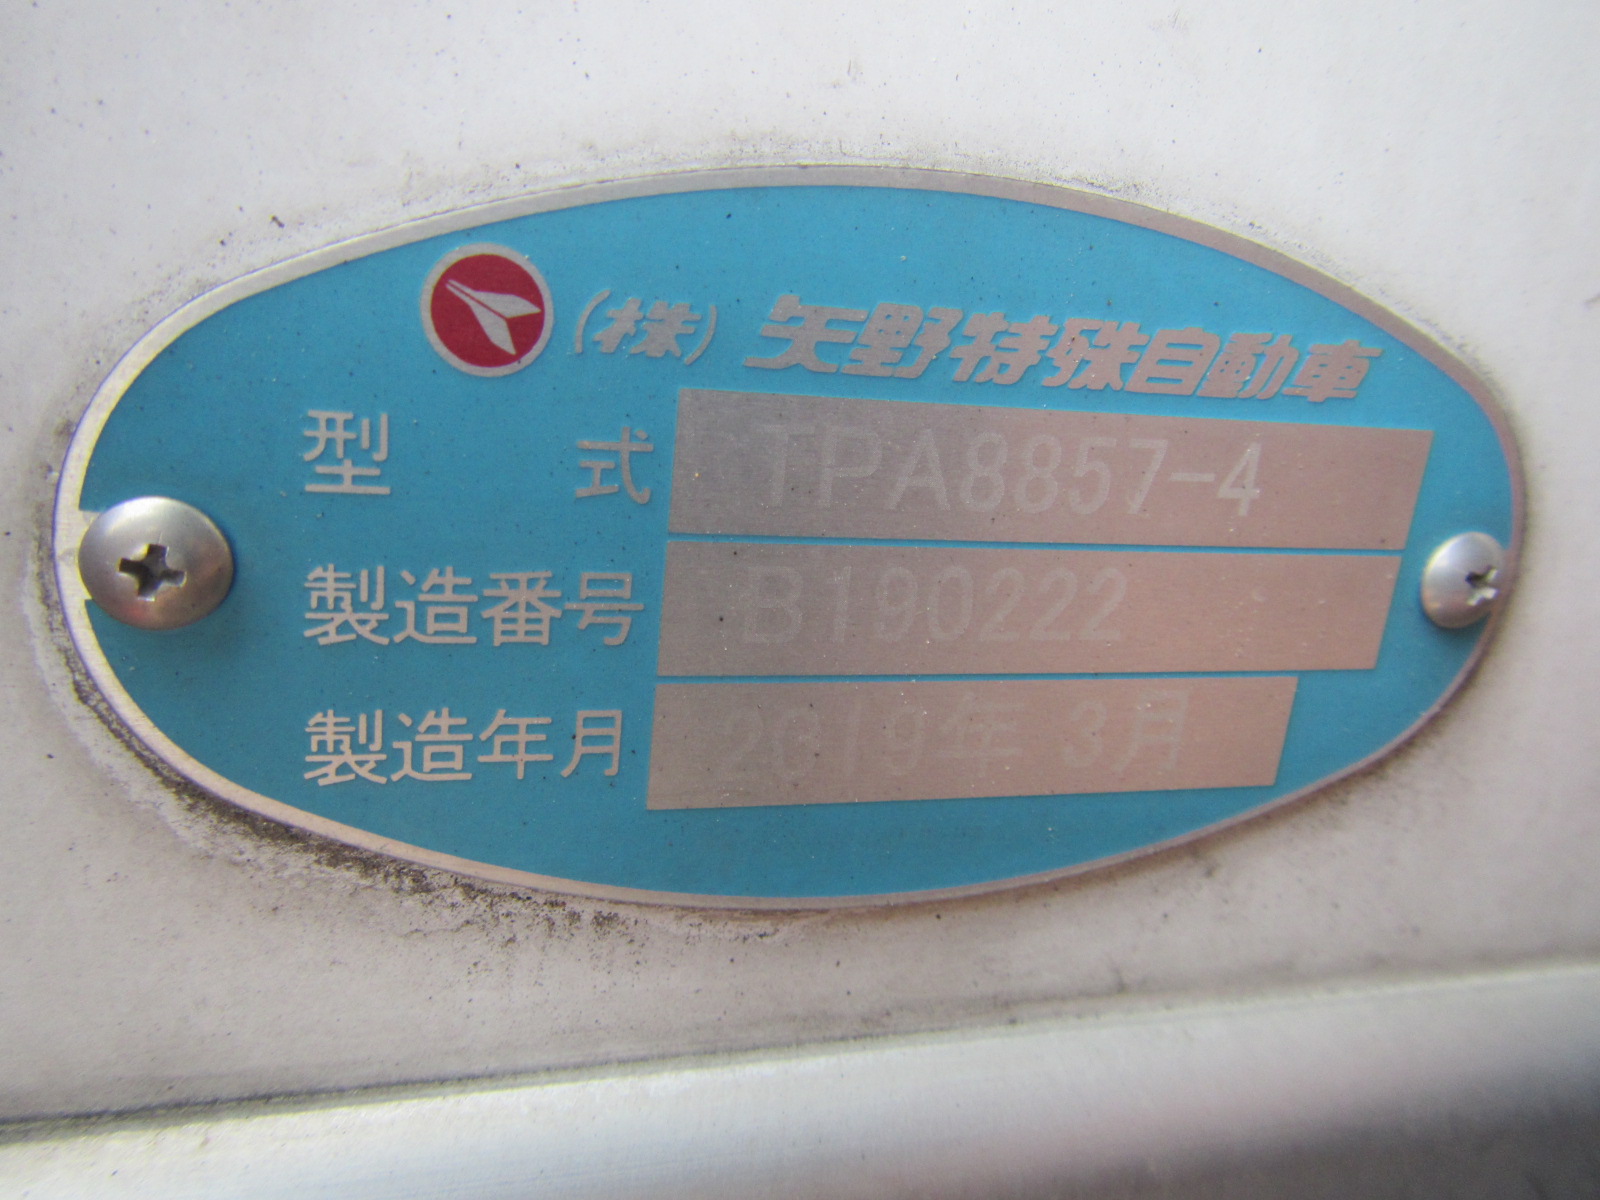 (株) 矢野特殊自動車
型式 TPA8857-4
製造番号 B190222
製造年月 2019年 3月